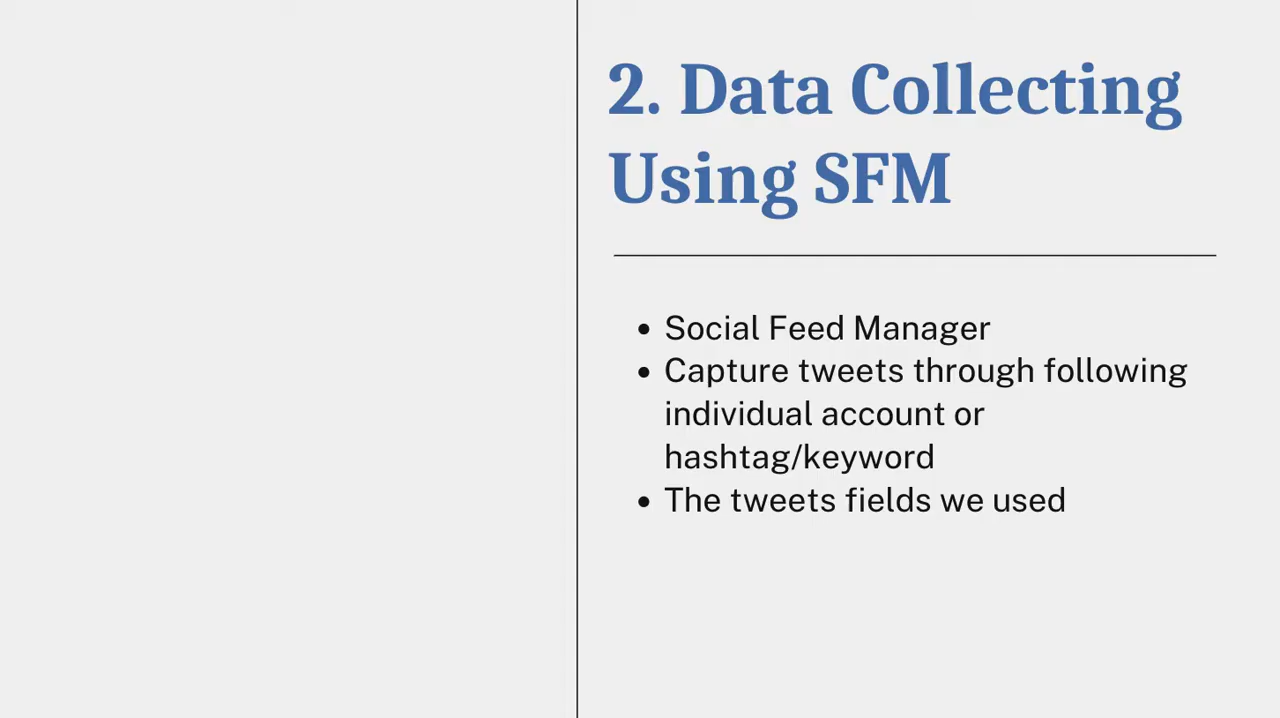 2. Data Collecting
Using SFM
• Social Feed Manager
• Capture tweets through following
individual account or
hashtag/keyword
• The tweets fields we used